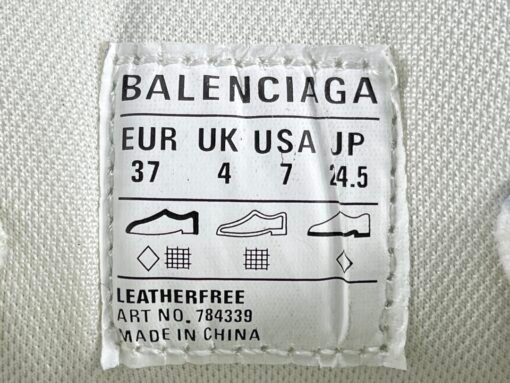 BALENCIAGA
EUR UK USA JP
37 4 7 24.5
LEATHERFREE
ART NO. 784339
MADE IN CHINA